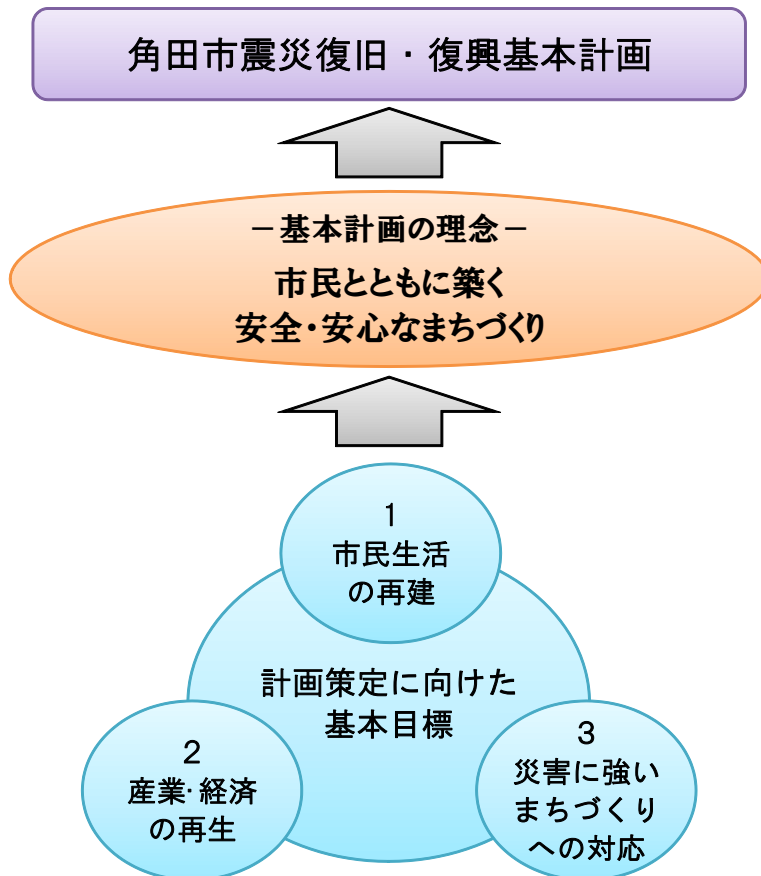 角田市震災復旧・復興基本計画
－基本計画の理念－
市民とともに築く
安全・安心なまちづくり
1
市民生活
の再建
計画策定に向けた
基本目標
2
産業・経済
の再生
3
災害に強い
まちづくり
への対応